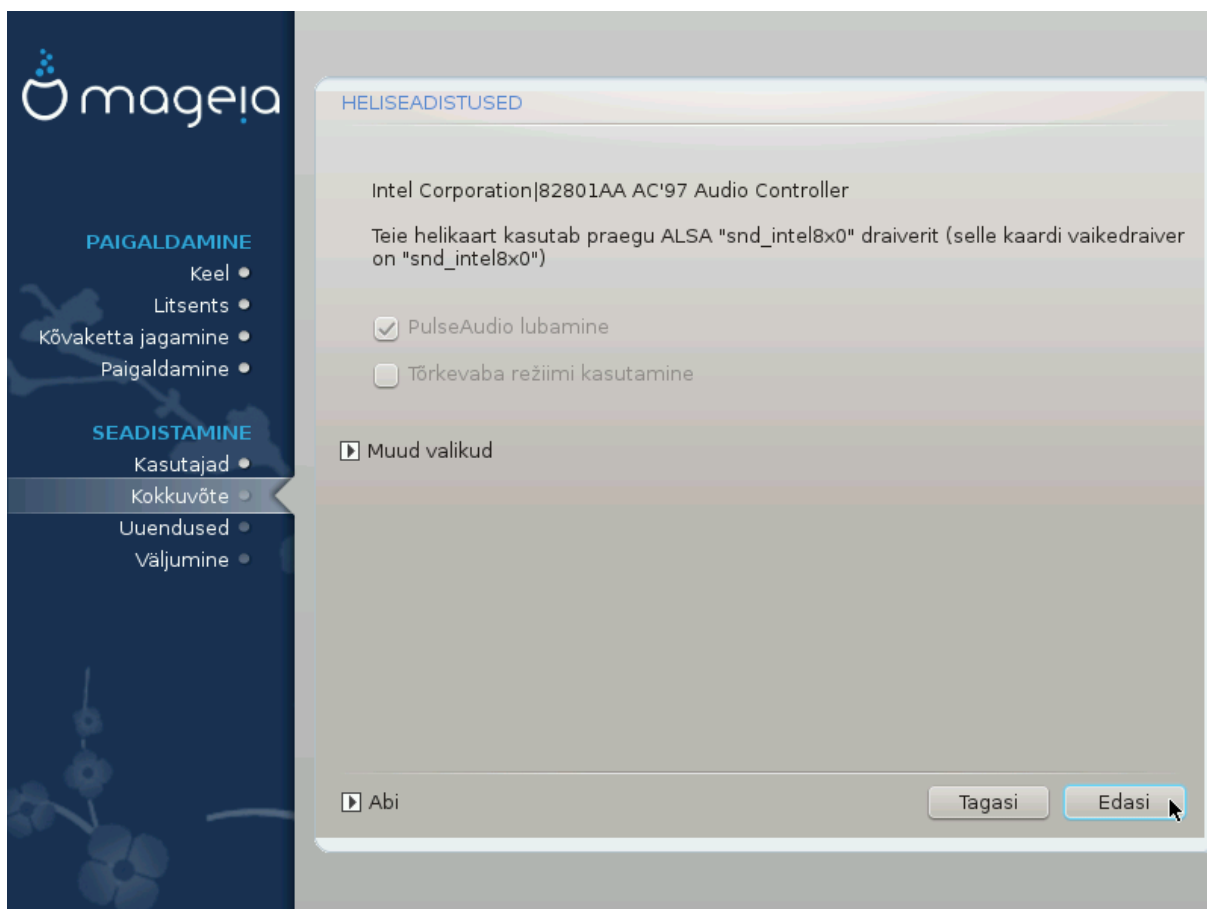 mageia
PAIGALDAMINE
Keel
Litsents
Kõvaketta jagamine
Paigaldamine
SEADISTAMINE
Kasutajad
Kokkuvõte
Uuendused
Väljumine
HELISEADISTUSED
Intel Corporation|82801AA AC'97 Audio Controller
Teie helikaart kasutab praegu ALSA "snd_intel8x0" draiverit (selle kaardi vaikedraiver
on "snd_intel8x0")
PulseAudio lubamine
Tõrkevaba režiimi kasutamine
Muud valikud
Abi
Tagasi
Edasi